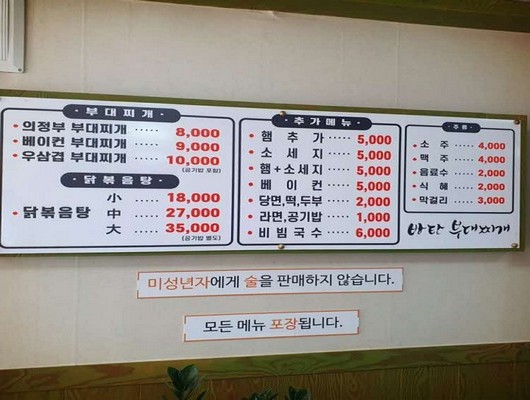 부대찌개
• 의정부 부대찌개 ····· 8,000
• 베이컨 부대찌개 ····· 9,000
• 우삼겹 부대찌개 ····· 10,000
(공기밥 포함)
닭볶음탕
小 ····· 18,000
• 닭볶음탕 中 ····· 27,000
大 ····· 35,000
(공기밥 별도)
추가메뉴
• 햄 추 가 ···· 5,000
• 소 세 지 ···· 5,000
• 햄+소세지 ···· 5,000
• 베 이 컨 ···· 5,000
• 당면,떡,두부 ···· 2,000
• 라면,공기밥 ···· 1,000
• 비 빔 국 수 ···· 6,000
주류
• 소 주 ···· 4,000
• 맥 주 ···· 4,000
• 음료수 ···· 2,000
• 식 혜 ···· 2,000
• 막걸리 ···· 3,000
바단 부대찌개
미성년자에게 술을 판매하지 않습니다.
모든 메뉴 포장됩니다.